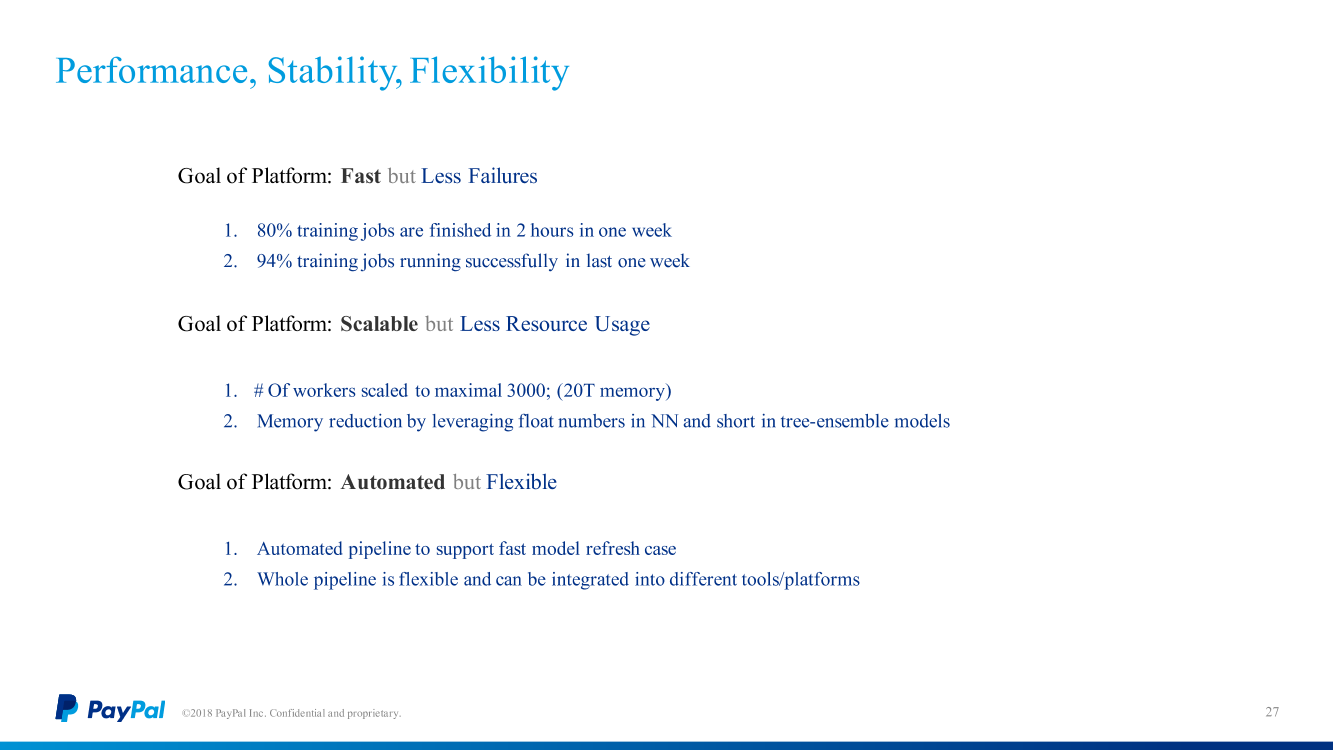 Performance, Stability, Flexibility
Goal of Platform: Fast but Less Failures
1. 80% training jobs are finished in 2 hours in one week
2. 94% training jobs running successfully in last one week
Goal of Platform: Scalable but Less Resource Usage
1. # Of workers scaled to maximal 3000; (20T memory)
2. Memory reduction by leveraging float numbers in NN and short in tree-ensemble models
Goal of Platform: Automated but Flexible
1. Automated pipeline to support fast model refresh case
2. Whole pipeline is flexible and can be integrated into different tools/platforms
PayPal ©2018 PayPal Inc. Confidential and proprietary. 27